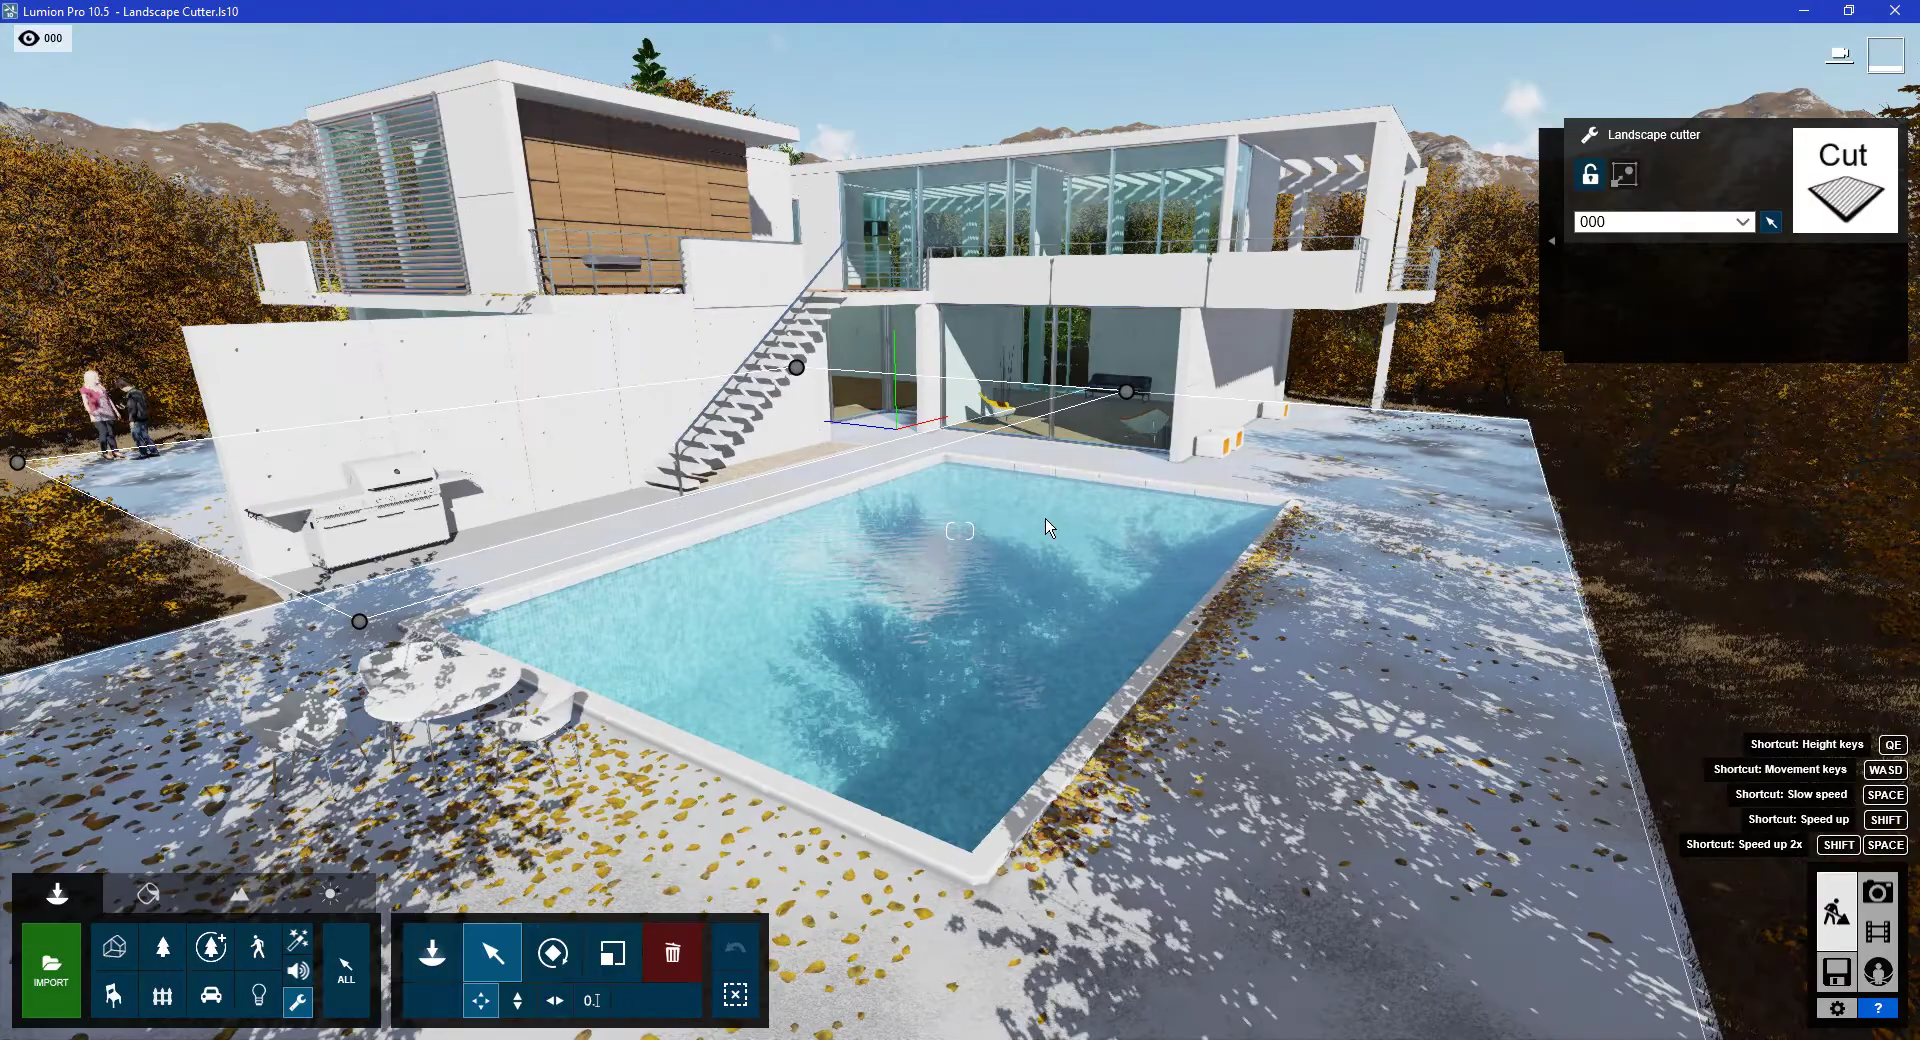 Lumion Pro 10.5 - Landscape Cutter.ls10
000
Landscape cutter
Cut
000
Shortcut: Height keys QE
Shortcut: Movement keys WASD
Shortcut: Slow speed SPACE
Shortcut: Speed up SHIFT
Shortcut: Speed up 2x SHIFT SPACE
IMPORT
ALL
0.
?